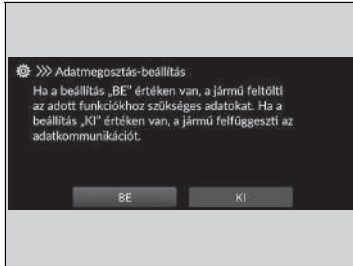 >>> Adatmegosztás-beállítás
Ha a beállítás „BE” értéken van, a jármű feltölti
az adott funkciókhoz szükséges adatokat. Ha a
beállítás „KI” értéken van, a jármű felfüggeszti az
adatkommunikációt.
BE
KI